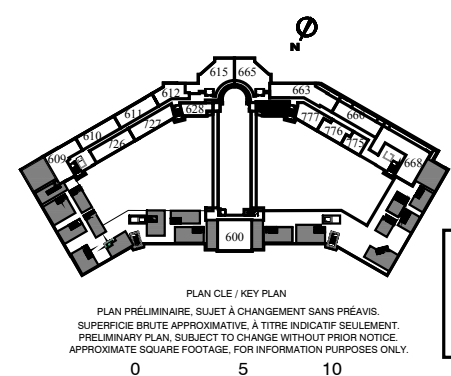 N
615 665
612 663
628
611 777 666
610 727 776
726 775
609 668
600
PLAN CLE / KEY PLAN
PLAN PRÉLIMINAIRE, SUJET À CHANGEMENT SANS PRÉAVIS.
SUPERFICIE BRUTE APPROXIMATIVE, À TITRE INDICATIF SEULEMENT.
PRELIMINARY PLAN, SUBJECT TO CHANGE WITHOUT PRIOR NOTICE.
APPROXIMATE SQUARE FOOTAGE, FOR INFORMATION PURPOSES ONLY.
0 5 10